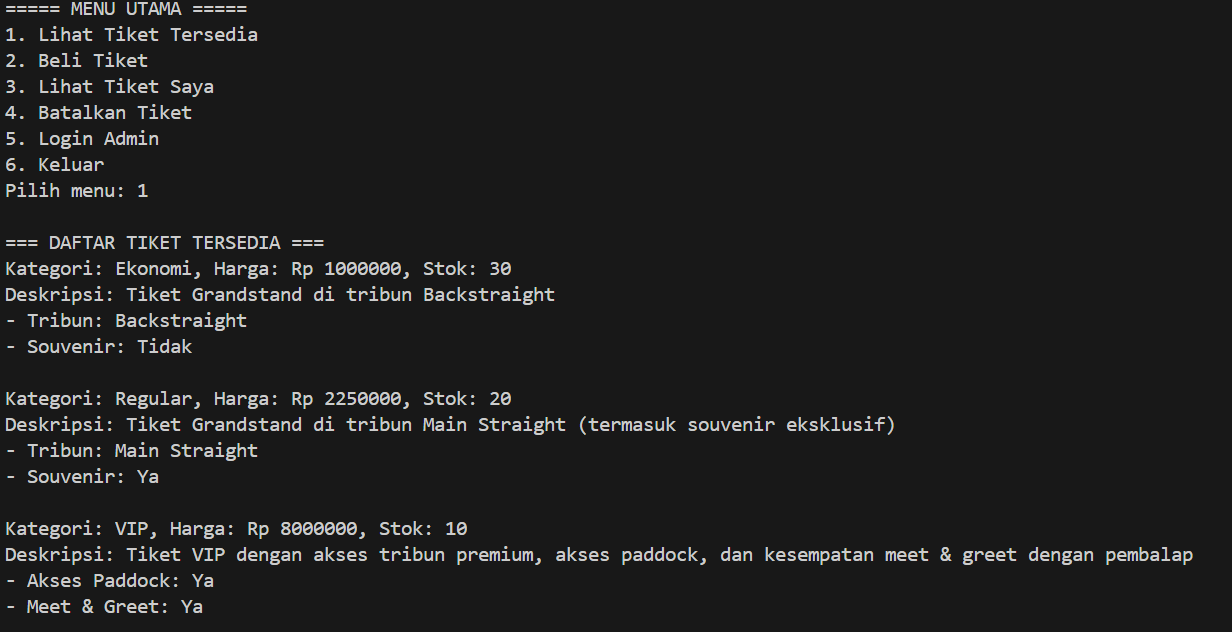 ===== MENU UTAMA =====
1. Lihat Tiket Tersedia
2. Beli Tiket
3. Lihat Tiket Saya
4. Batalkan Tiket
5. Login Admin
6. Keluar
Pilih menu: 1
=== DAFTAR TIKET TERSEDIA ===
Kategori: Ekonomi, Harga: Rp 1000000, Stok: 30
Deskripsi: Tiket Grandstand di tribun Backstraight
- Tribun: Backstraight
- Souvenir: Tidak
Kategori: Regular, Harga: Rp 2250000, Stok: 20
Deskripsi: Tiket Grandstand di tribun Main Straight (termasuk souvenir eksklusif)
- Tribun: Main Straight
- Souvenir: Ya
Kategori: VIP, Harga: Rp 8000000, Stok: 10
Deskripsi: Tiket VIP dengan akses tribun premium, akses paddock, dan kesempatan meet & greet dengan pembalap
- Akses Paddock: Ya
- Meet & Greet: Ya